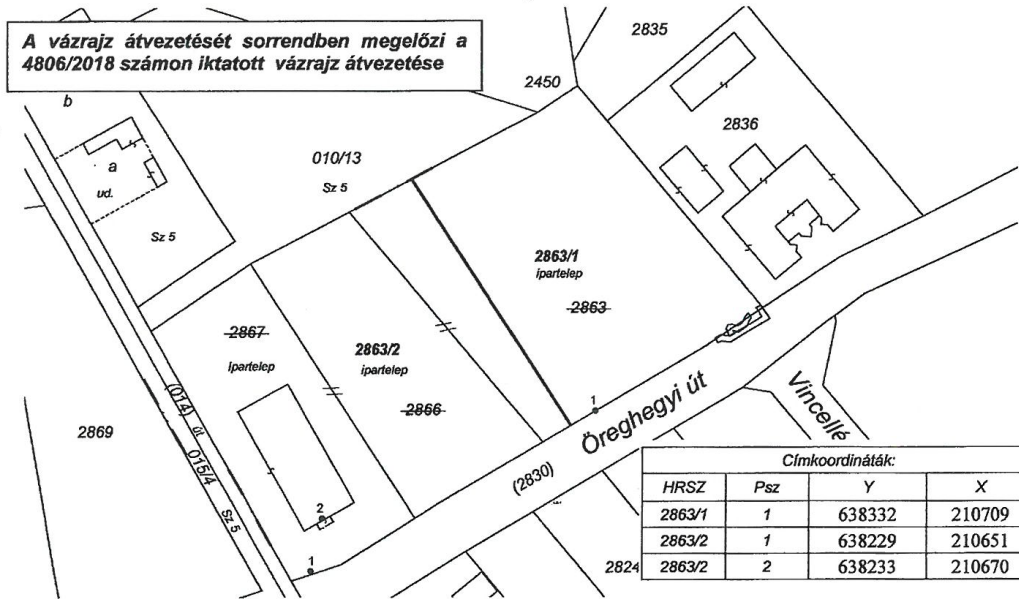 A vázrajz átvezetését sorrendben megelőzi a
4806/2018 számon iktatott vázrajz átvezetése
2835
2450
b
2836
a
ud.
010/13
Sz 5
Sz 5
2863/1
ipartelep
2863
2867
Ipartelep
2863/2
ipartelep
2866
(014) út
015/4
Sz 5
2869
1
Öreghegyi út
(2830)
Vincellé
2
1
2824
Címkoordináták:
HRSZ Psz Y X
2863/1 1 638332 210709
2863/2 1 638229 210651
2863/2 2 638233 210670